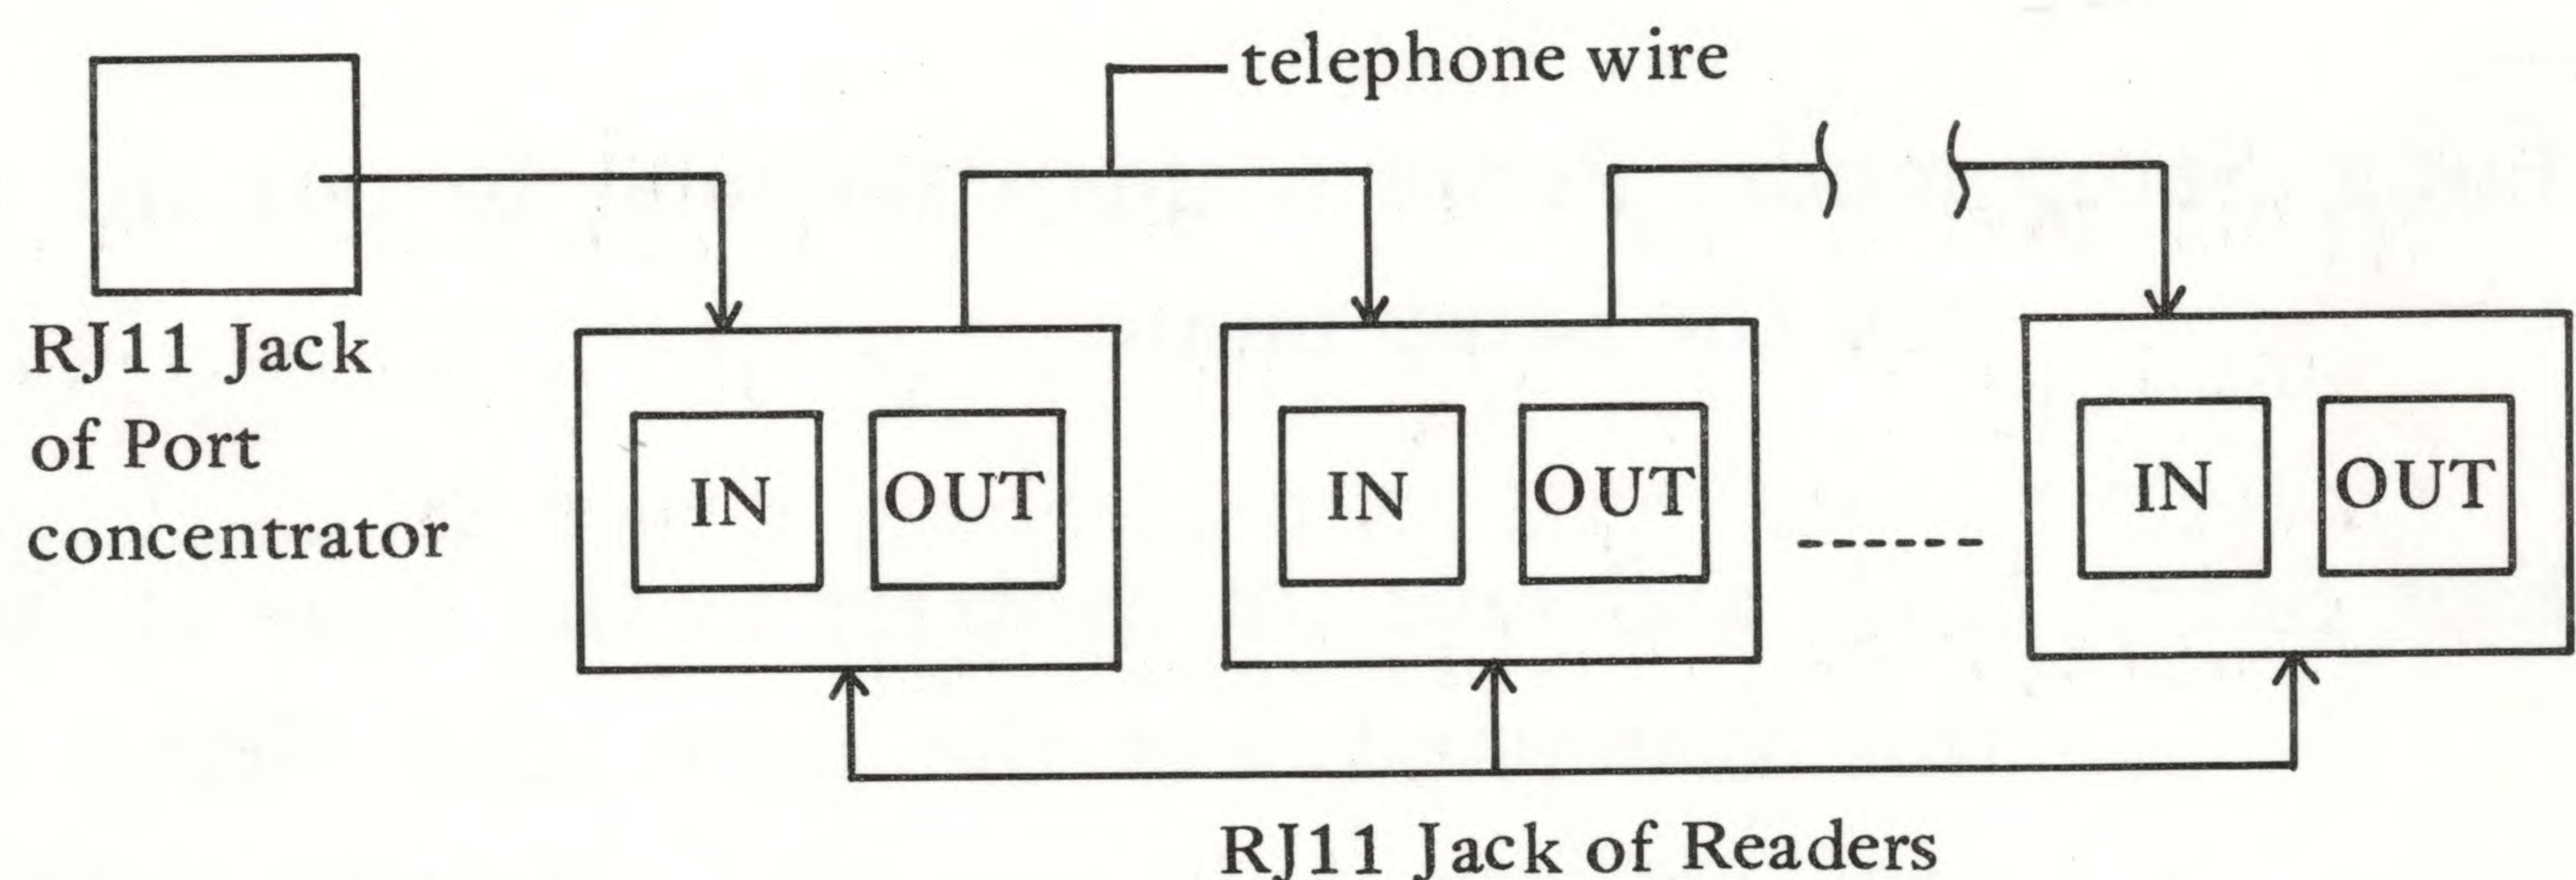 telephone wire
RJ11 Jack
of Port
concentrator
IN
OUT
IN
OUT
IN
OUT
RJ11 Jack of Readers